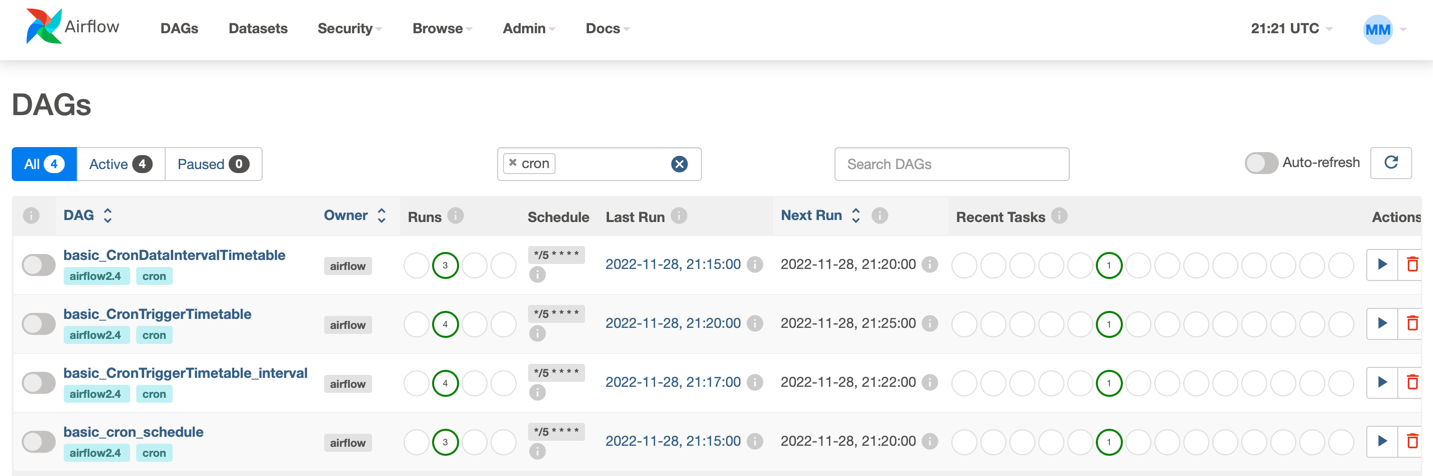 Airflow DAGs Datasets Security Browse Admin Docs 21:21 UTC MM
DAGs
All 4 Active 4 Paused 0 × cron Search DAGs Auto-refresh
i DAG Owner Runs i Schedule Last Run i Next Run i Recent Tasks i Actions
basic_CronDataIntervalTimetable
airflow2.4 cron airflow 3 */5 * * * * i 2022-11-28, 21:15:00 i 2022-11-28, 21:20:00 i 1
basic_CronTriggerTimetable
airflow2.4 cron airflow 4 */5 * * * * i 2022-11-28, 21:20:00 i 2022-11-28, 21:25:00 i 1
basic_CronTriggerTimetable_interval
airflow2.4 cron airflow 4 */5 * * * * i 2022-11-28, 21:17:00 i 2022-11-28, 21:22:00 i 1
basic_cron_schedule
airflow2.4 cron airflow 3 */5 * * * * i 2022-11-28, 21:15:00 i 2022-11-28, 21:20:00 i 1